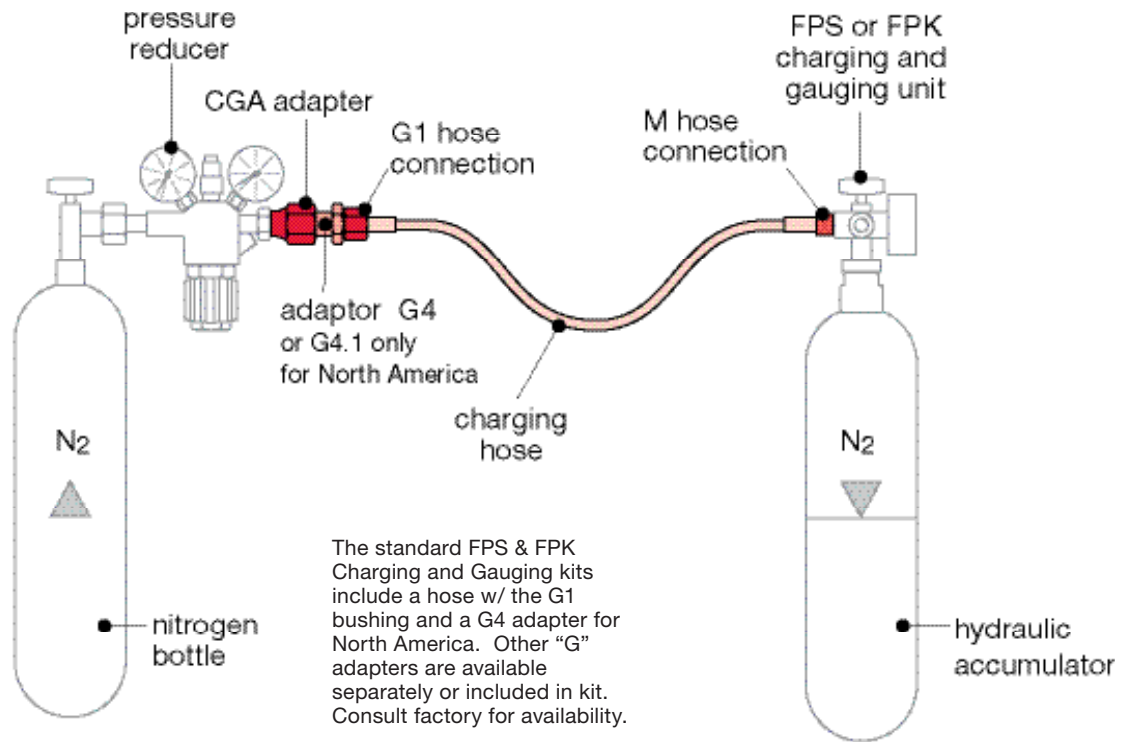 pressure
reducer
CGA adapter
G1 hose
connection
M hose
connection
FPS or FPK
charging and
gauging unit
adaptor G4
or G4.1 only
for North America
charging
hose
N2
N2
The standard FPS & FPK
Charging and Gauging kits
include a hose w/ the G1
bushing and a G4 adapter for
North America. Other “G”
adapters are available
separately or included in kit.
Consult factory for availability.
nitrogen
bottle
hydraulic
accumulator